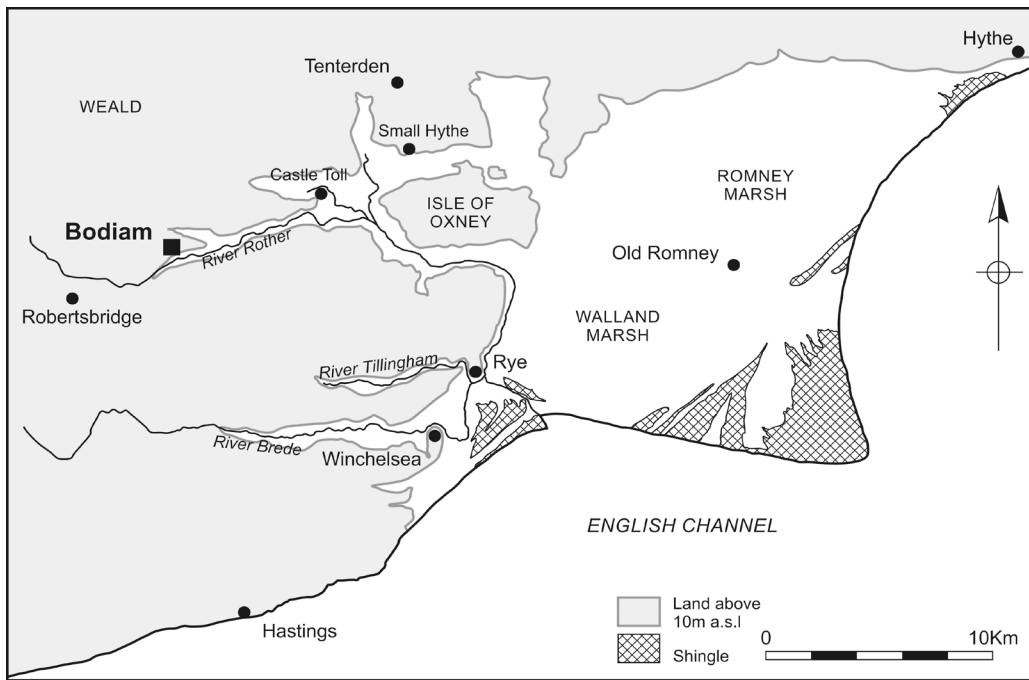 Hythe
Tenterden
WEALD
Small Hythe
Castle Toll
ROMNEY
MARSH
ISLE OF
OXNEY
Bodiam
River Rother
Old Romney
Robertsbridge
WALLAND
MARSH
River Tillingham
Rye
River Brede
Winchelsea
ENGLISH CHANNEL
Hastings
Land above
10m a.s.l
Shingle
0 10Km